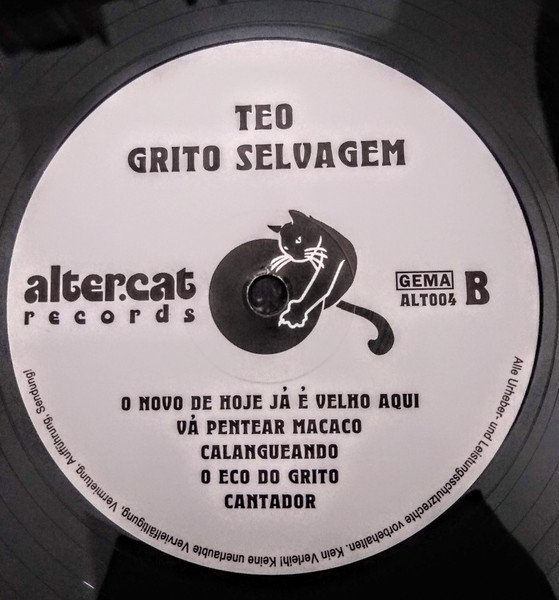 TEO
GRITO SELVAGEM
alter.cat
records
GEMA
ALT004
B
O NOVO DE HOJE JÁ É VELHO AQUI
VÁ PENTEAR MACACO
CALANGUEANDO
O ECO DO GRITO
CANTADOR
Alle Urheber- und Leistungsschutzrechte vorbehalten. Kein Verleih! Keine unerlaubte Vervielfältigung, Vermietung, Aufführung, Sendung!